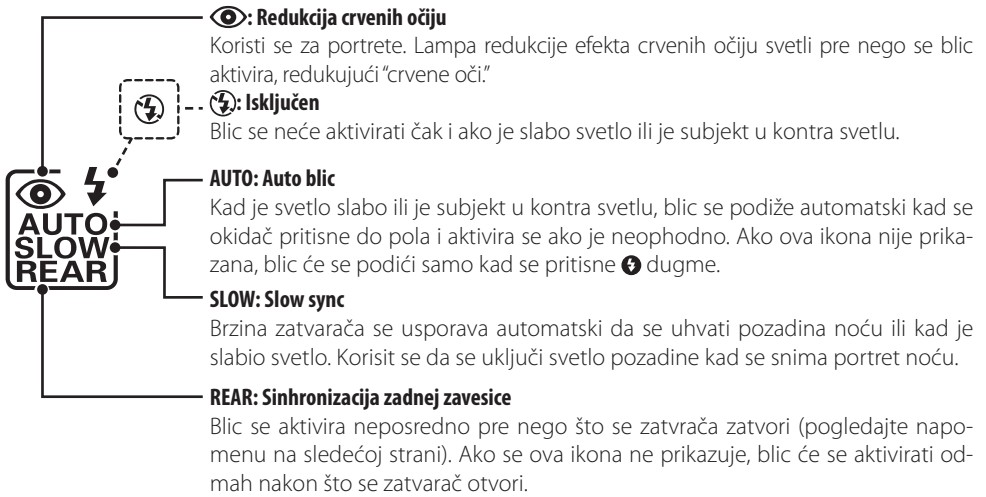 : Redukcija crvenih očiju
Koristi se za portrete. Lampa redukcije efekta crvenih očiju svetli pre nego se blic
aktivira, redukujući “crvene oči.”
: Isključen
Blic se neće aktivirati čak i ako je slabo svetlo ili je subjekt u kontra svetlu.
AUTO
SLOW
REAR
AUTO: Auto blic
Kad je svetlo slabo ili je subjekt u kontra svetlu, blic se podiže automatski kad se
okidač pritisne do pola i aktivira se ako je neophodno. Ako ova ikona nije prika-
zana, blic će se podići samo kad se pritisne dugme.
SLOW: Slow sync
Brzina zatvarača se usporava automatski da se uhvati pozadina noću ili kad je
slabio svetlo. Korisit se da se uključi svetlo pozadine kad se snima portret noću.
REAR: Sinhronizacija zadnej zavesice
Blic se aktivira neposredno pre nego što se zatvrača zatvori (pogledajte napo-
menu na sledećoj strani). Ako se ova ikona ne prikazuje, blic će se aktivirati od-
mah nakon što se zatvarač otvori.